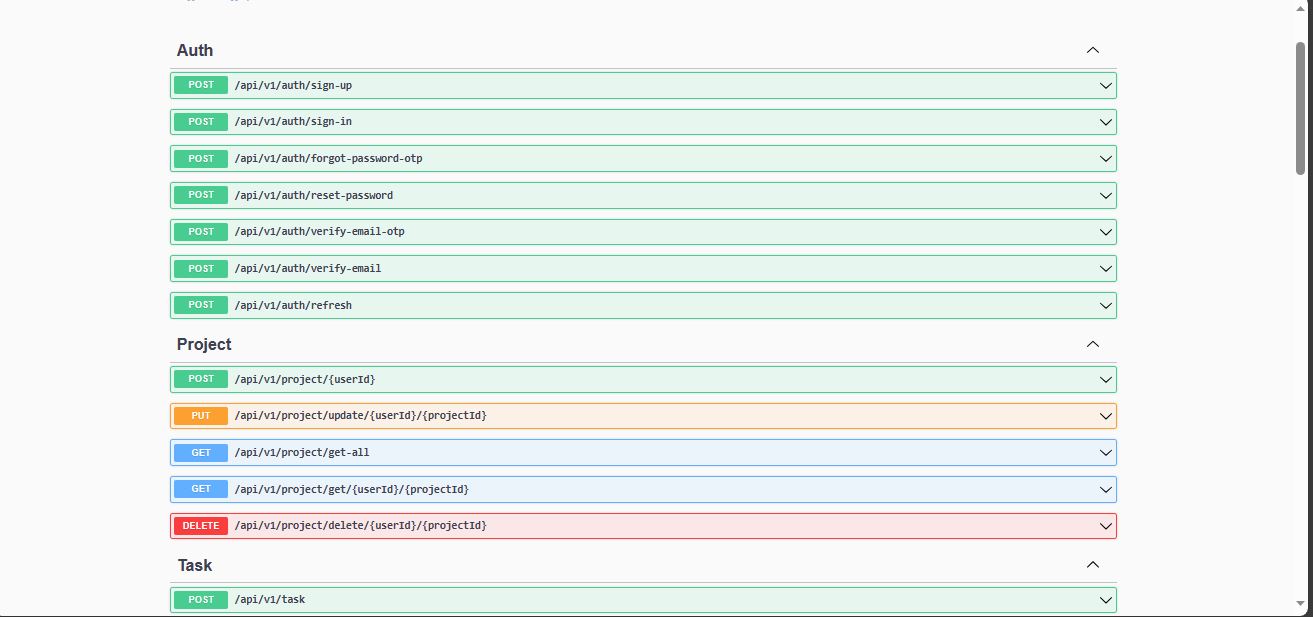 Auth
POST /api/v1/auth/sign-up
POST /api/v1/auth/sign-in
POST /api/v1/auth/forgot-password-otp
POST /api/v1/auth/reset-password
POST /api/v1/auth/verify-email-otp
POST /api/v1/auth/verify-email
POST /api/v1/auth/refresh
Project
POST /api/v1/project/{userId}
PUT /api/v1/project/update/{userId}/{projectId}
GET /api/v1/project/get-all
GET /api/v1/project/get/{userId}/{projectId}
DELETE /api/v1/project/delete/{userId}/{projectId}
Task
POST /api/v1/task